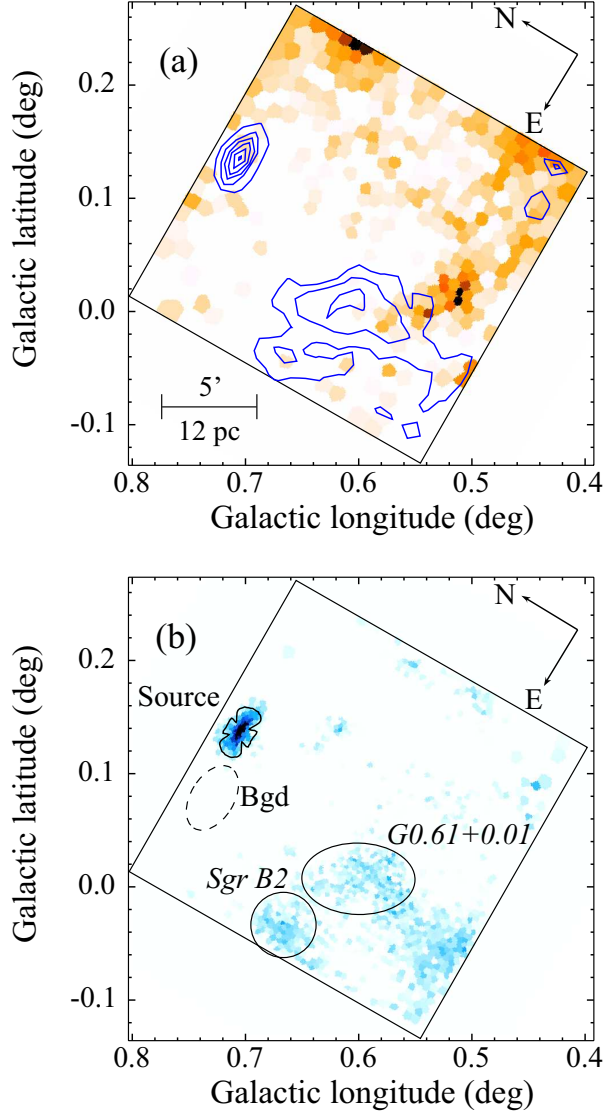 (a)
N
E
0.2
0.1
0.0
-0.1
Galactic latitude (deg)
5’
12 pc
0.8 0.7 0.6 0.5 0.4
Galactic longitude (deg)
(b)
N
E
Source
Bgd
G0.61+0.01
Sgr B2
0.2
0.1
0.0
-0.1
Galactic latitude (deg)
0.8 0.7 0.6 0.5 0.4
Galactic longitude (deg)